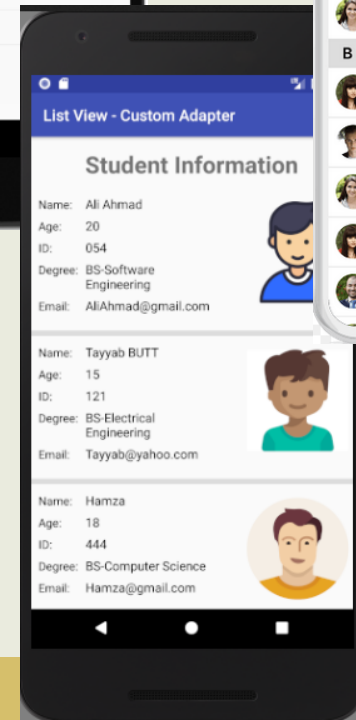 B
List View - Custom Adapter
Student Information
Name: Ali Ahmad
Age: 20
ID: 054
Degree: BS-Software
Engineering
Email: AliAhmad@gmail.com
Name: Tayyab BUTT
Age: 15
ID: 121
Degree: BS-Electrical
Engineering
Email: Tayyab@yahoo.com
Name: Hamza
Age: 18
ID: 444
Degree: BS-Computer Science
Email: Hamza@gmail.com